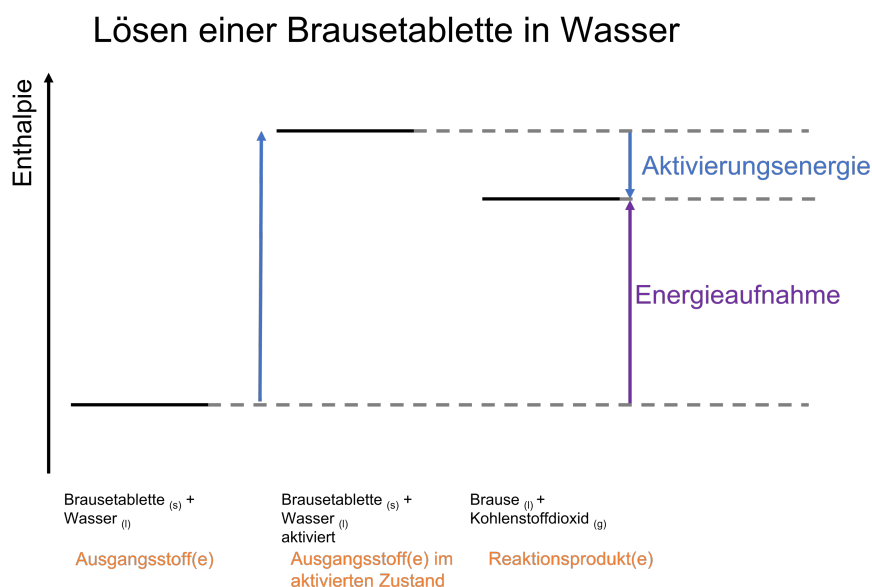 Lösen einer Brausetablette in Wasser
Enthalpie
Aktivierungsenergie
Energieaufnahme
Brausetablette (s) +
Wasser (l)
Brausetablette (s) +
Wasser (l)
aktiviert
Brause (l) +
Kohlenstoffdioxid (g)
Ausgangsstoff(e)
Ausgangsstoff(e) im
aktivierten Zustand
Reaktionsprodukt(e)